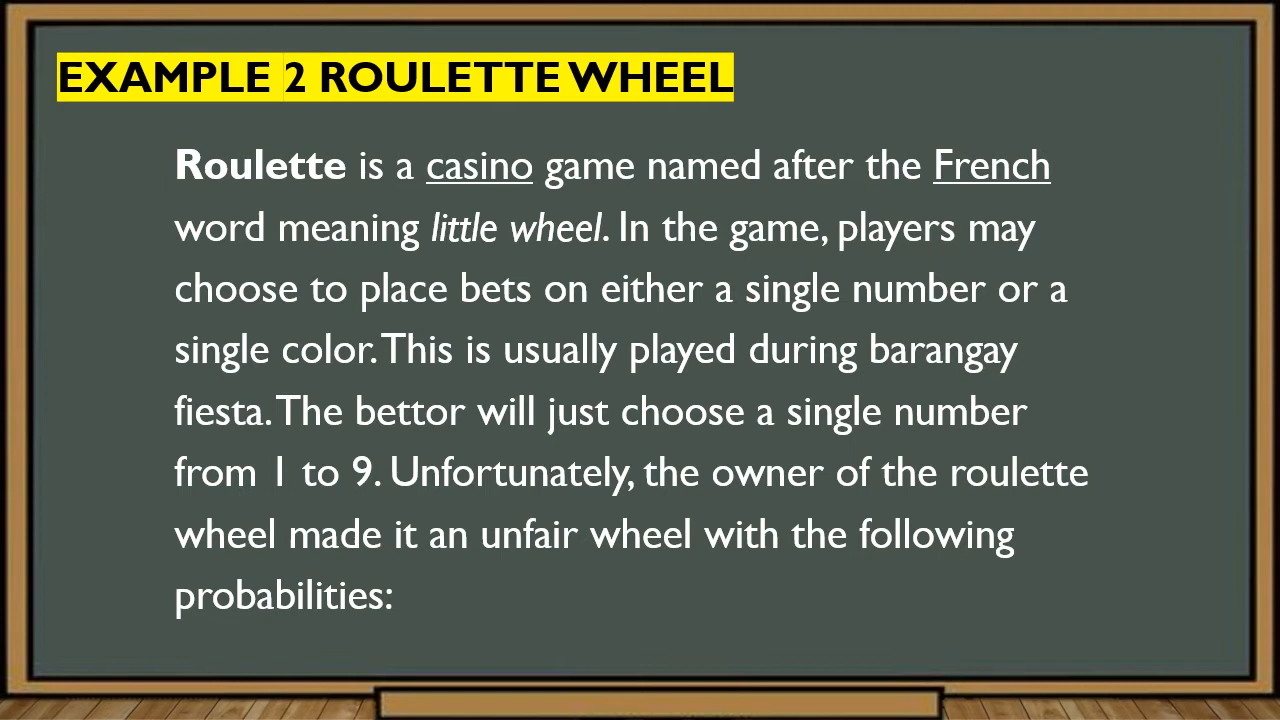 EXAMPLE 2 ROULETTE WHEEL
Roulette is a casino game named after the French
word meaning little wheel. In the game, players may
choose to place bets on either a single number or a
single color. This is usually played during barangay
fiesta. The bettor will just choose a single number
from 1 to 9. Unfortunately, the owner of the roulette
wheel made it an unfair wheel with the following
probabilities: